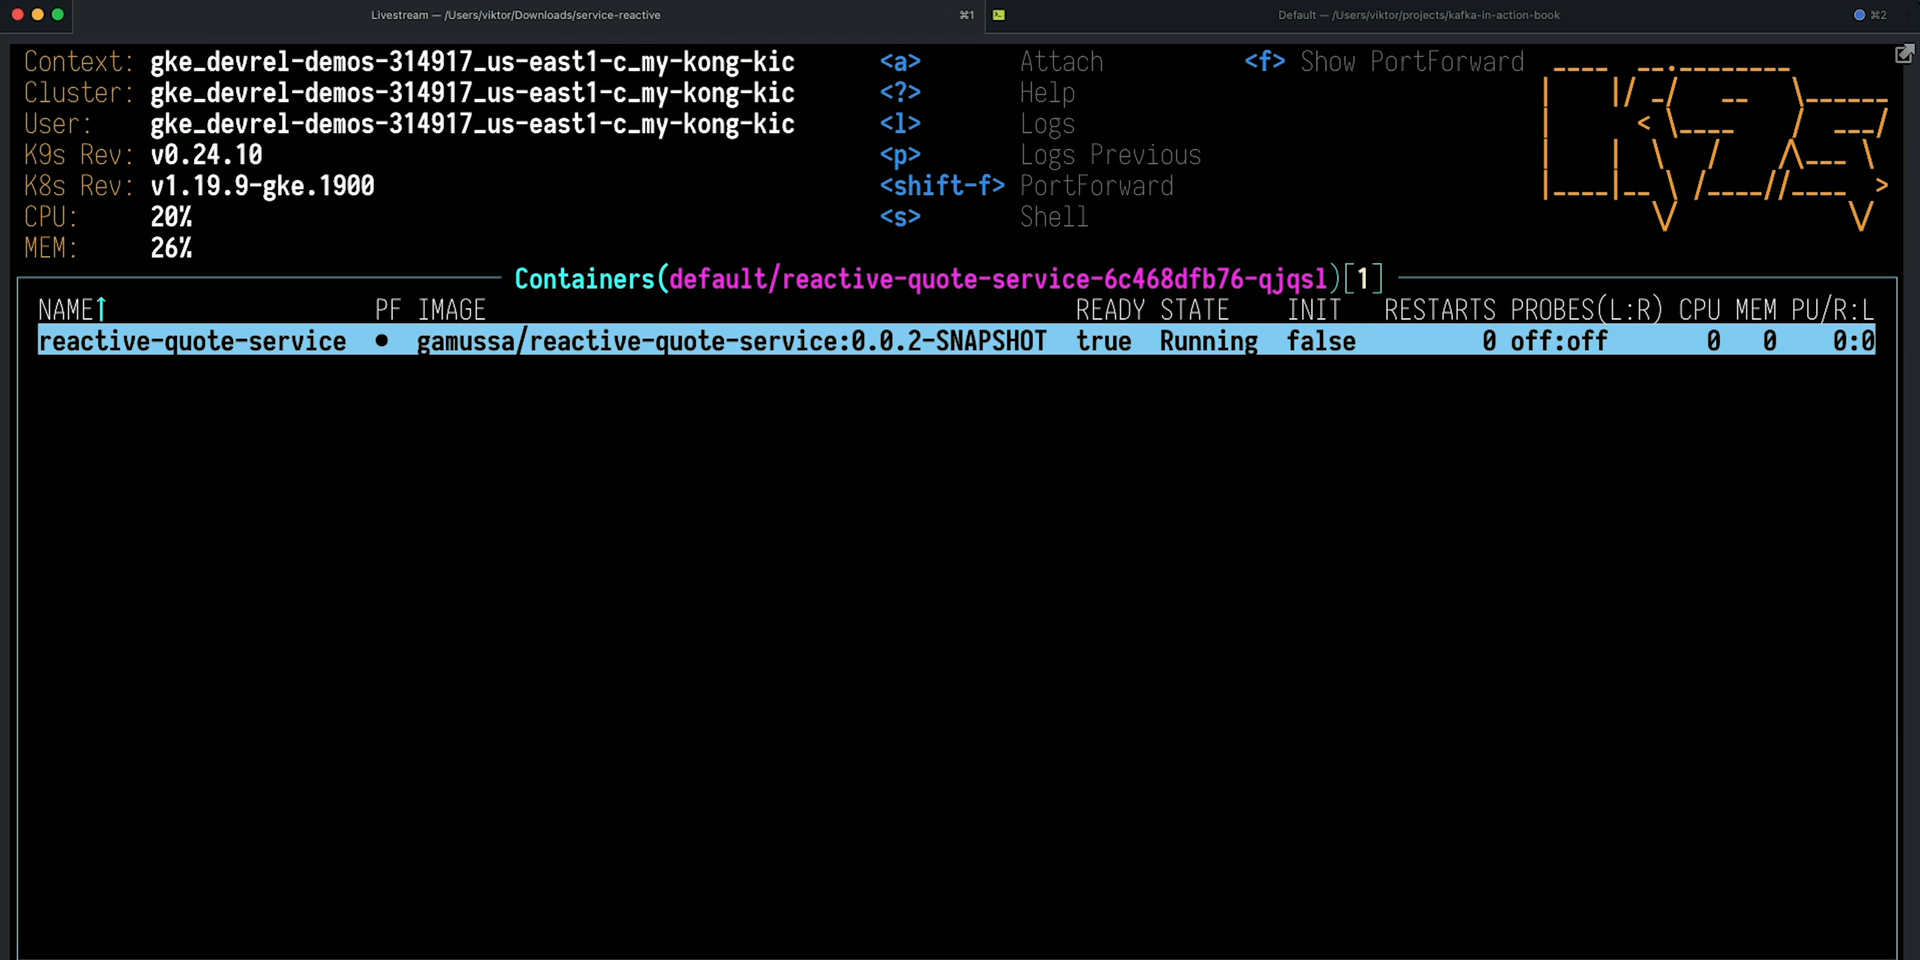 Livestream — /Users/viktor/Downloads/service-reactive ⌘1 Default — /Users/viktor/projects/kafka-in-action-book ⌘2
Context: gke_devrel-demos-314917_us-east1-c_my-kong-kic <a> Attach <f> Show PortForward
Cluster: gke_devrel-demos-314917_us-east1-c_my-kong-kic <?> Help
User: gke_devrel-demos-314917_us-east1-c_my-kong-kic <l> Logs
K9s Rev: v0.24.10 <p> Logs Previous
K8s Rev: v1.19.9-gke.1900 <shift-f> PortForward
CPU: 20% <s> Shell
MEM: 26%
Containers(default/reactive-quote-service-6c468dfb76-qjqsl)[1]
NAME↑ PF IMAGE READY STATE INIT RESTARTS PROBES(L:R) CPU MEM PU/R:L
reactive-quote-service ● gamussa/reactive-quote-service:0.0.2-SNAPSHOT true Running false 0 off:off 0 0 0:0